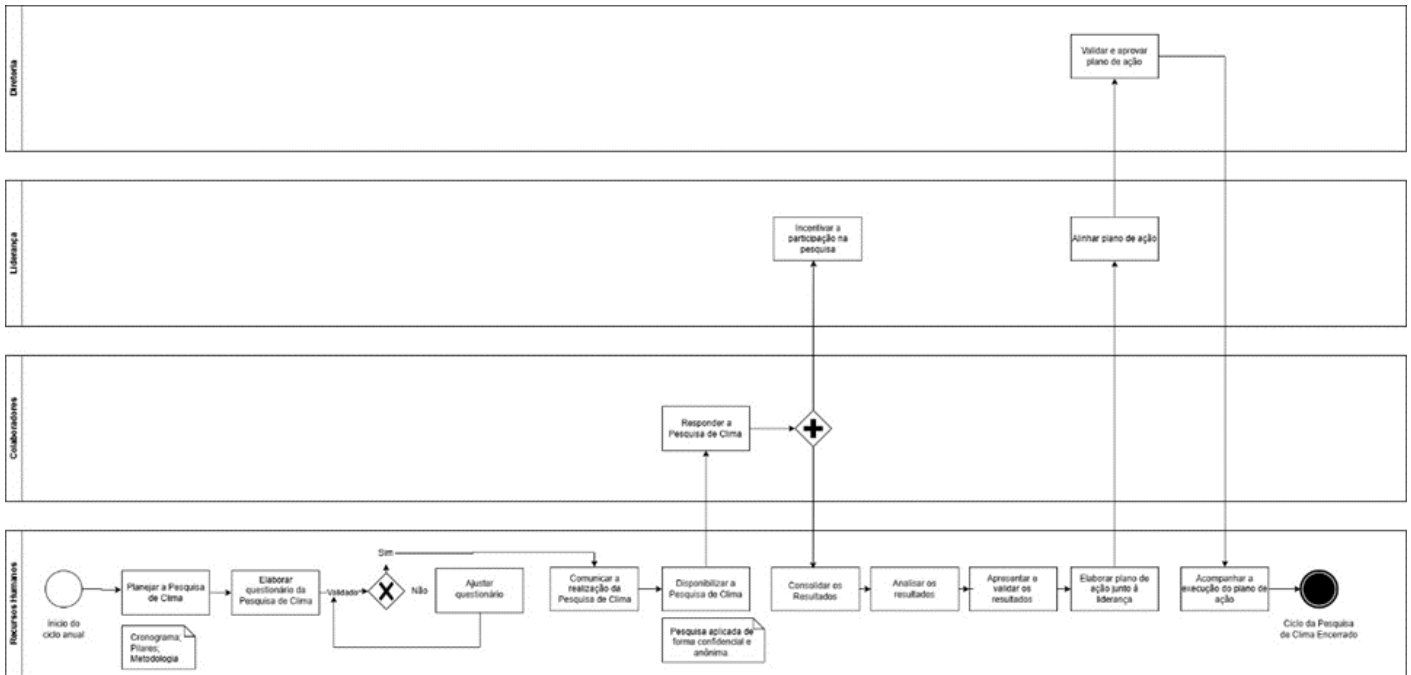 Diretoria
Validar e aprovar
plano de ação
Liderança
Incentivar a
participação na
pesquisa
Alinhar plano de ação
Colaboradores
Responder a
Pesquisa de Clima
Recursos Humanos
Início do
ciclo anual
Planejar a Pesquisa
de Clima
Cronograma;
Pilares;
Metodologia
Elaborar
questionário da
Pesquisa de Clima
Validado
Sim
Não
Ajustar
questionário
Comunicar a
realização da
Pesquisa de Clima
Disponibilizar a
Pesquisa de Clima
Pesquisa aplicada de
forma confidencial e
anônima.
Consolidar os
Resultados
Analisar os
resultados
Apresentar e
validar os
resultados
Elaborar plano de
ação junto à
liderança
Acompanhar a
execução do plano de
ação
Ciclo da Pesquisa
de Clima Encerrado